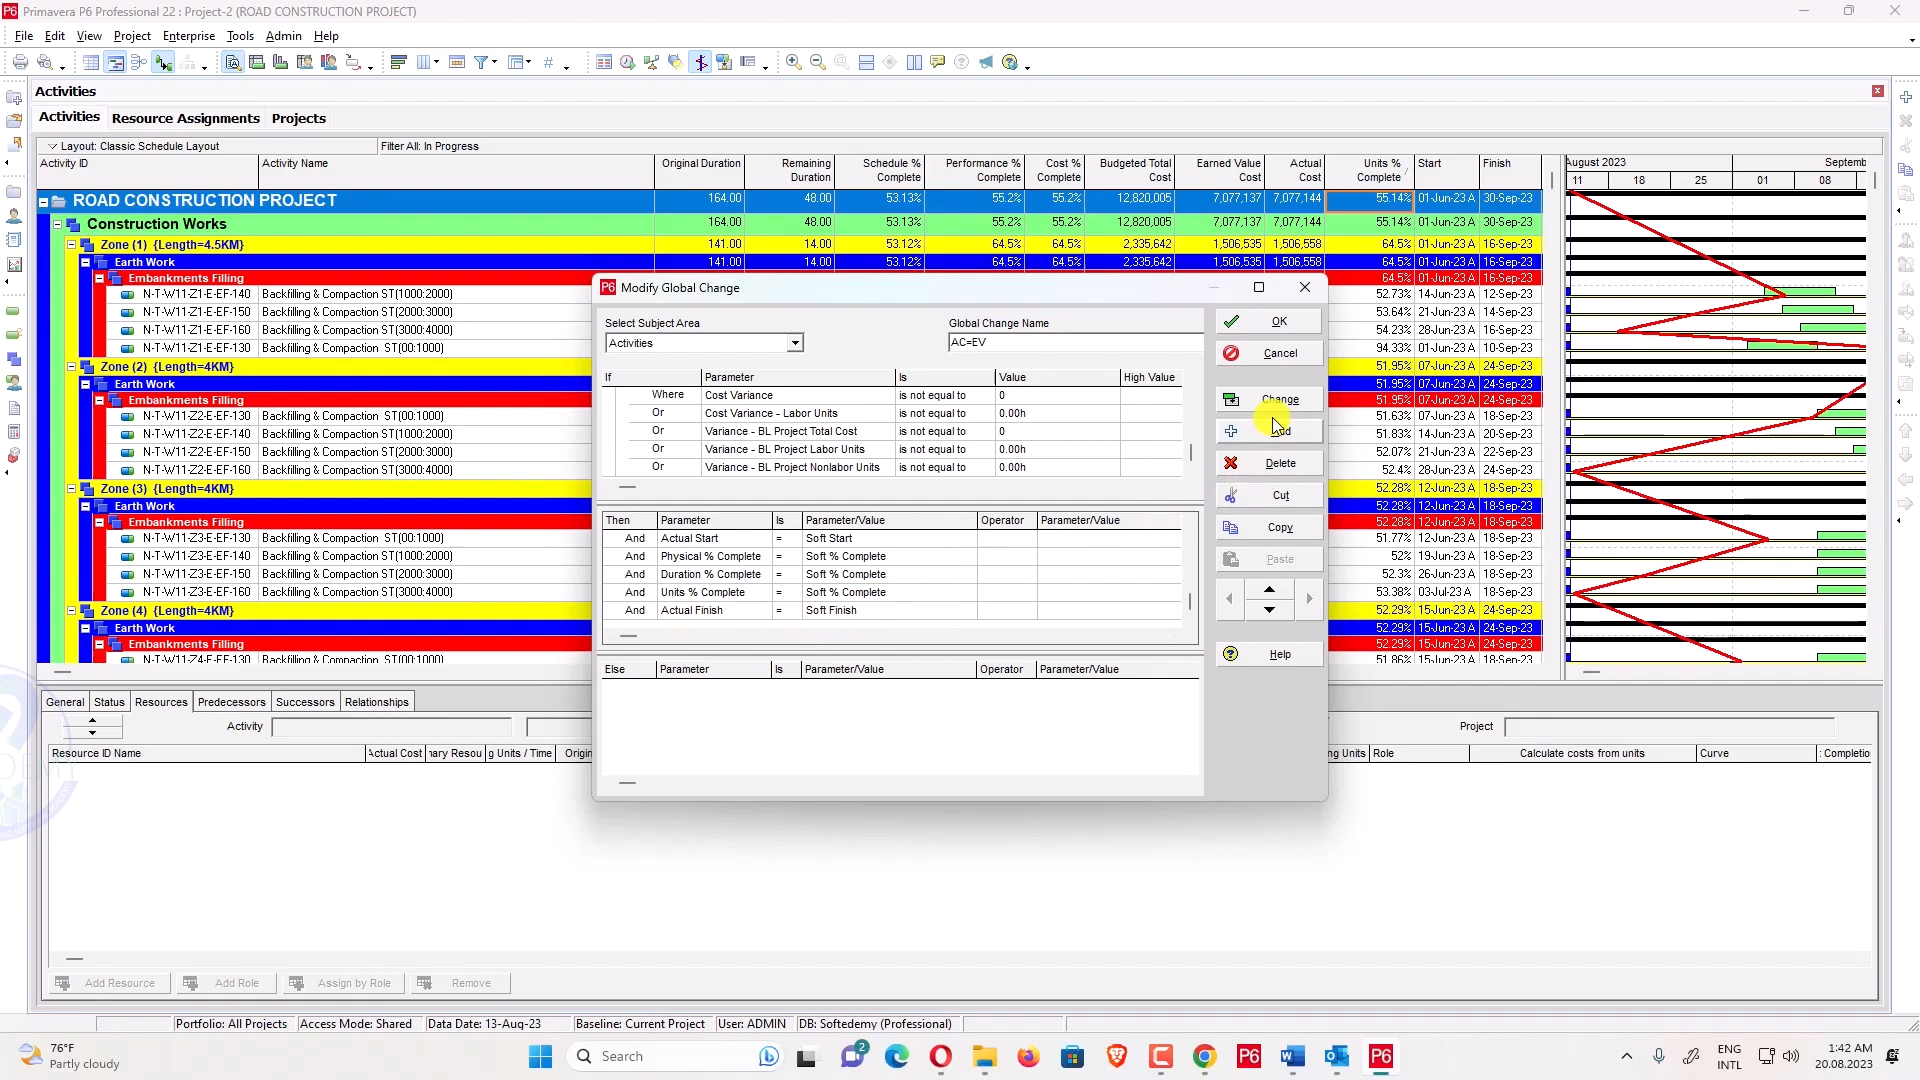 Primavera P6 Professional 22 : Project-2 (ROAD CONSTRUCTION PROJECT)
File Edit View Project Enterprise Tools Admin Help
Activities
Activities Resource Assignments Projects
Layout: Classic Schedule Layout Filter All: In Progress
Activity ID Activity Name Original Duration Remaining Duration Schedule % Complete Performance % Complete Cost % Complete Budgeted Total Cost Earned Value Cost Actual Cost Units % Complete Start Finish
August 2023 Septemb
11 18 25 01 08
ROAD CONSTRUCTION PROJECT 164.00 48.00 53.13% 55.2% 55.2% 12,820,005 7,077,137 7,077,144 55.14% 01-Jun-23 A 30-Sep-23
Construction Works 164.00 48.00 53.13% 55.2% 55.2% 12,820,005 7,077,137 7,077,144 55.14% 01-Jun-23 A 30-Sep-23
Zone (1) {Length=4.5KM} 141.00 14.00 53.12% 64.5% 64.5% 2,335,642 1,506,535 1,506,558 64.5% 01-Jun-23 A 16-Sep-23
Earth Work 141.00 14.00 53.12% 64.5% 64.5% 2,335,642 1,506,535 1,506,558 64.5% 01-Jun-23 A 16-Sep-23
Embankments Filling 64.5% 01-Jun-23 A 16-Sep-23
N-T-W11-Z1-E-EF-140 Backfilling & Compaction ST(1000:2000) 52.73% 14-Jun-23 A 12-Sep-23
N-T-W11-Z1-E-EF-150 Backfilling & Compaction ST(2000:3000) 53.64% 21-Jun-23 A 14-Sep-23
N-T-W11-Z1-E-EF-160 Backfilling & Compaction ST(3000:4000) 54.23% 28-Jun-23 A 16-Sep-23
N-T-W11-Z1-E-EF-130 Backfilling & Compaction ST(00:1000) 94.33% 01-Jun-23 A 10-Sep-23
Zone (2) {Length=4KM} 51.95% 07-Jun-23 A 24-Sep-23
Earth Work 51.95% 07-Jun-23 A 24-Sep-23
Embankments Filling 51.95% 07-Jun-23 A 24-Sep-23
N-T-W11-Z2-E-EF-130 Backfilling & Compaction ST(00:1000) 51.63% 07-Jun-23 A 18-Sep-23
N-T-W11-Z2-E-EF-140 Backfilling & Compaction ST(1000:2000) 51.83% 14-Jun-23 A 20-Sep-23
N-T-W11-Z2-E-EF-150 Backfilling & Compaction ST(2000:3000) 52.07% 21-Jun-23 A 22-Sep-23
N-T-W11-Z2-E-EF-160 Backfilling & Compaction ST(3000:4000) 52.4% 28-Jun-23 A 24-Sep-23
Zone (3) {Length=4KM} 52.28% 12-Jun-23 A 18-Sep-23
Earth Work 52.28% 12-Jun-23 A 18-Sep-23
Embankments Filling 52.28% 12-Jun-23 A 18-Sep-23
N-T-W11-Z3-E-EF-130 Backfilling & Compaction ST(00:1000) 51.77% 12-Jun-23 A 18-Sep-23
N-T-W11-Z3-E-EF-140 Backfilling & Compaction ST(1000:2000) 52% 19-Jun-23 A 18-Sep-23
N-T-W11-Z3-E-EF-150 Backfilling & Compaction ST(2000:3000) 52.3% 26-Jun-23 A 18-Sep-23
N-T-W11-Z3-E-EF-160 Backfilling & Compaction ST(3000:4000) 53.38% 03-Jul-23 A 18-Sep-23
Zone (4) {Length=4KM} 52.29% 15-Jun-23 A 24-Sep-23
Earth Work 52.29% 15-Jun-23 A 24-Sep-23
Embankments Filling 52.29% 15-Jun-23 A 24-Sep-23
N-T-W11-Z4-E-EF-130 Backfilling & Compaction ST(00:1000) 51.86% 15-Jun-23 A 18-Sep-23
Modify Global Change
Select Subject Area Global Change Name
Activities AC=EV
If Parameter Is Value High Value
Where Cost Variance is not equal to 0
Or Cost Variance - Labor Units is not equal to 0.00h
Or Variance - BL Project Total Cost is not equal to 0
Or Variance - BL Project Labor Units is not equal to 0.00h
Or Variance - BL Project Nonlabor Units is not equal to 0.00h
Then Parameter Is Parameter/Value Operator Parameter/Value
And Actual Start = Soft Start
And Physical % Complete = Soft % Complete
And Duration % Complete = Soft % Complete
And Units % Complete = Soft % Complete
And Actual Finish = Soft Finish
Else Parameter Is Parameter/Value Operator Parameter/Value
OK
Cancel
Change
Delete
Cut
Copy
Paste
Help
General Status Resources Predecessors Successors Relationships
Activity Project
Resource ID Name Actual Cost g Units / Time ng Units Role Calculate costs from units Curve
Add Resource Add Role Assign by Role Remove
Portfolio: All Projects Access Mode: Shared Data Date: 13-Aug-23 Baseline: Current Project User: ADMIN DB: Softedemy (Professional)
76°F
Partly cloudy
Search
2
ENG
INTL
1:42 AM
20.08.2023